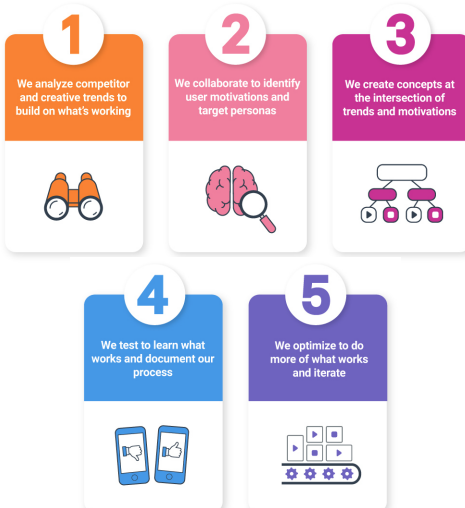 1
We analyze competitor
and creative trends to
build on what's working
2
We collaborate to identify
user motivations and
target personas
3
We create concepts at
the intersection of
trends and motivations
4
We test to learn what
works and document our
process
5
We optimize to do
more of what works
and iterate